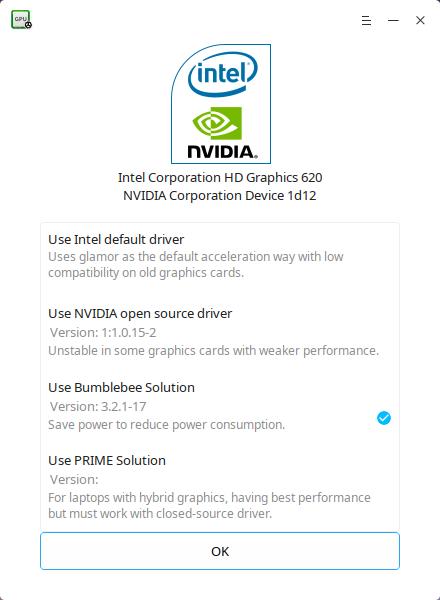 GPU
intel
NVIDIA.
Intel Corporation HD Graphics 620
NVIDIA Corporation Device 1d12
Use Intel default driver
Uses glamor as the default acceleration way with low
compatibility on old graphics cards.
Use NVIDIA open source driver
Version: 1:1.0.15-2
Unstable in some graphics cards with weaker performance.
Use Bumblebee Solution
Version: 3.2.1-17
Save power to reduce power consumption.
Use PRIME Solution
Version:
For laptops with hybrid graphics, having best performance
but must work with closed-source driver.
OK